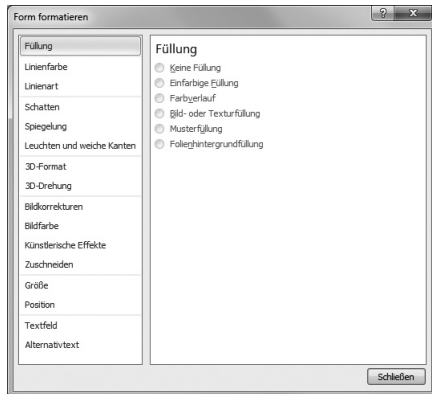 Form formatieren
Füllung
Linienfarbe
Linienart
Schatten
Spiegelung
Leuchten und weiche Kanten
3D-Format
3D-Drehung
Bildkorrekturen
Bildfarbe
Künstlerische Effekte
Zuschneiden
Größe
Position
Textfeld
Alternativtext
Füllung
Keine Füllung
Einfarbige Füllung
Farbverlauf
Bild- oder Texturfüllung
Musterfüllung
Folienhintergrundfüllung
Schließen